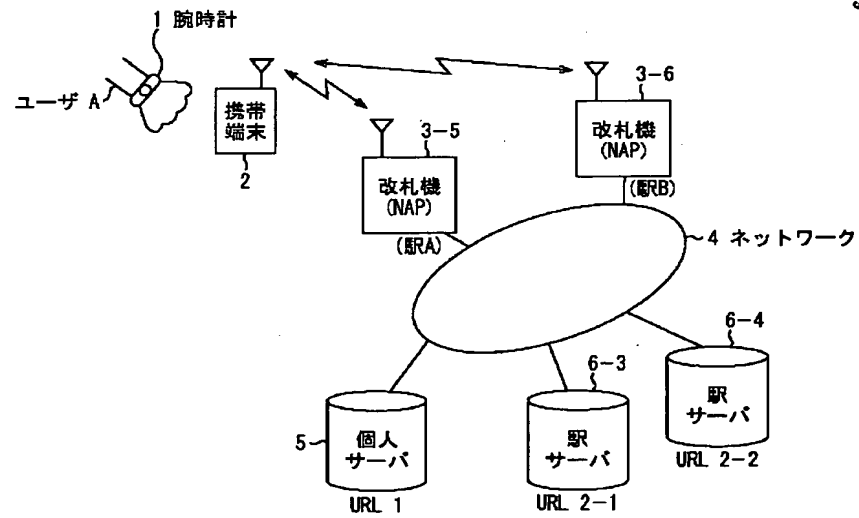 1 腕時計
ユーザ A
携帯
端末
2
3-5
改札機
(NAP)
(駅A)
3-6
改札機
(NAP)
(駅B)
4 ネットワーク
5
個人
サーバ
URL 1
6-3
駅
サーバ
URL 2-1
6-4
駅
サーバ
URL 2-2